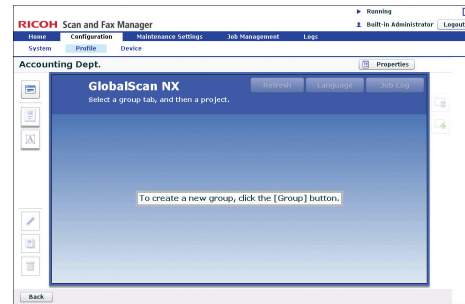 Running
RICOH Scan and Fax Manager
Built-in Administrator Logout
Home Configuration Maintenance Settings Job Management Logs
System Profile Device
Accounting Dept. Properties
GlobalScan NX Refresh Language Job Log
Select a group tab, and then a project.
To create a new group, click the [Group] button.
Back